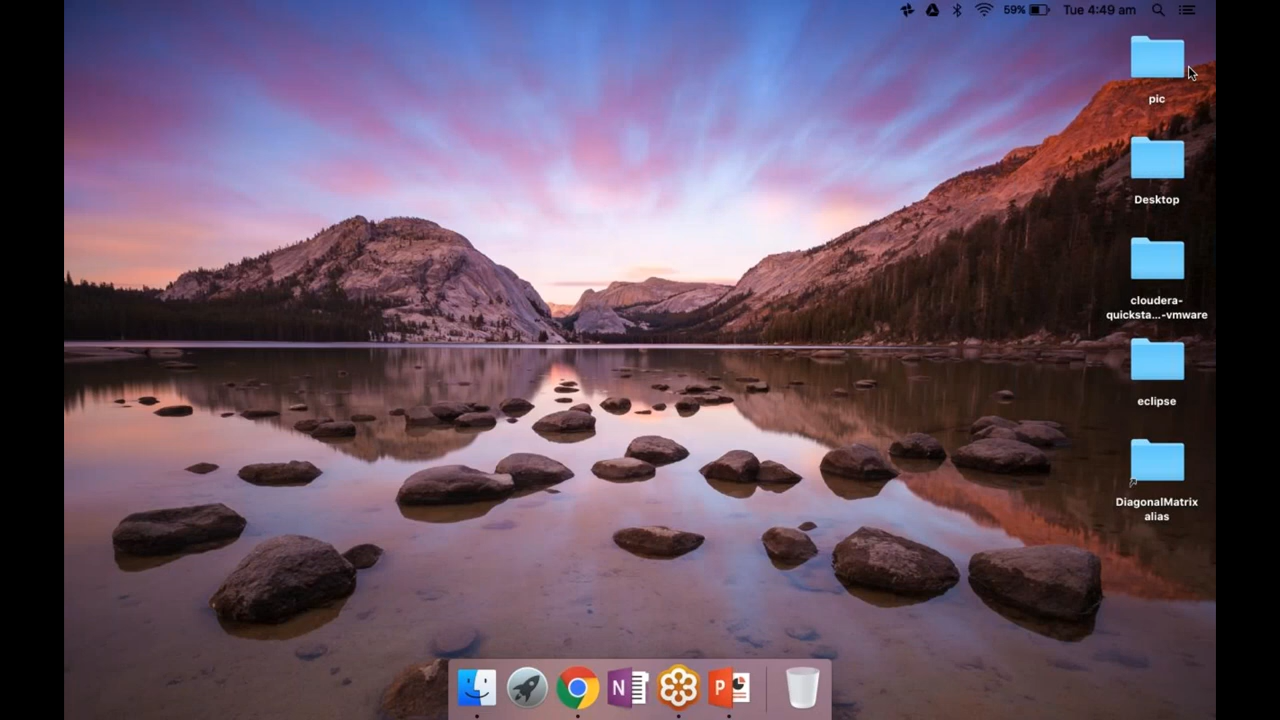 59% Tue 4:49 am
pic
Desktop
cloudera-
quicksta...-vmware
eclipse
DiagonalMatrix
alias
N
P